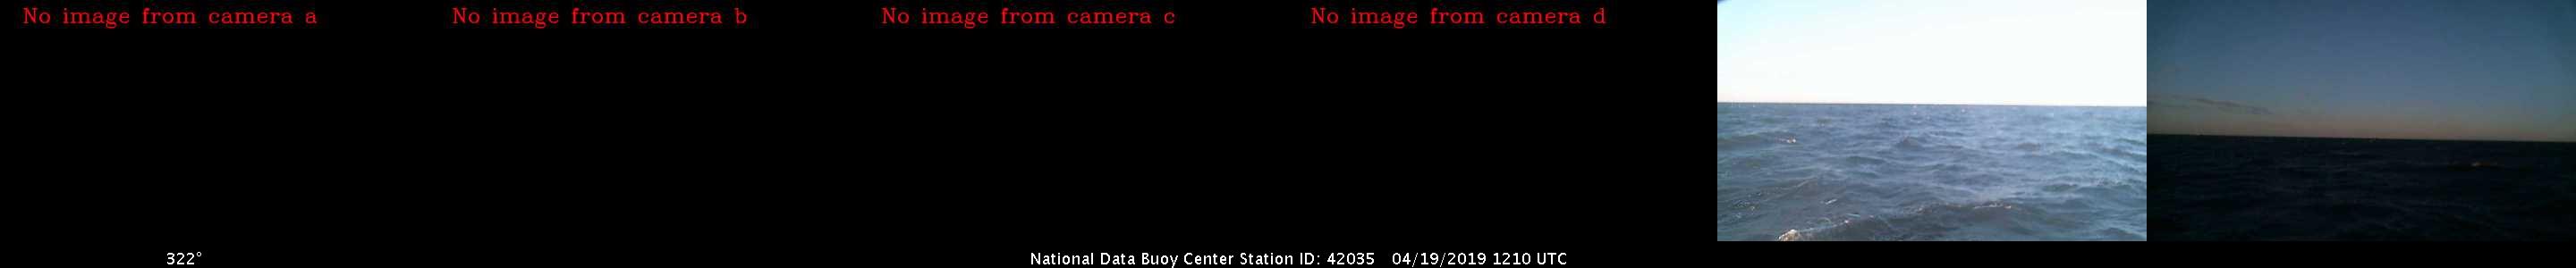 No image from camera a
No image from camera b
No image from camera c
No image from camera d
322°
National Data Buoy Center Station ID: 42035 04/19/2019 1210 UTC